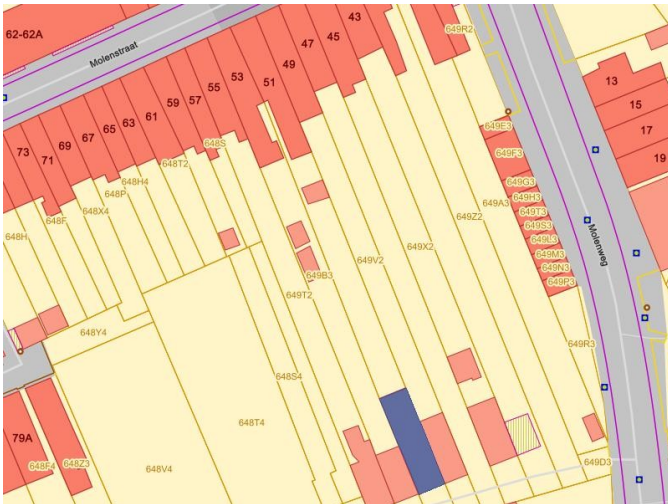 62-62A
Molenstraat
43
45
47
49
51
53
55
57
59
61
63
65
67
69
71
73
649R2
13
15
17
19
649E3
649F3
649G3
649H3
649A3
649T3
649S3
649L3
649M3
649N3
649P3
Molenweg
648S
648T2
648H4
648P
648X4
648F
648H
649Z2
649X2
649V2
649B3
649T2
648Y4
649R3
648S4
648T4
79A
648F4
648Z3
648V4
649D3